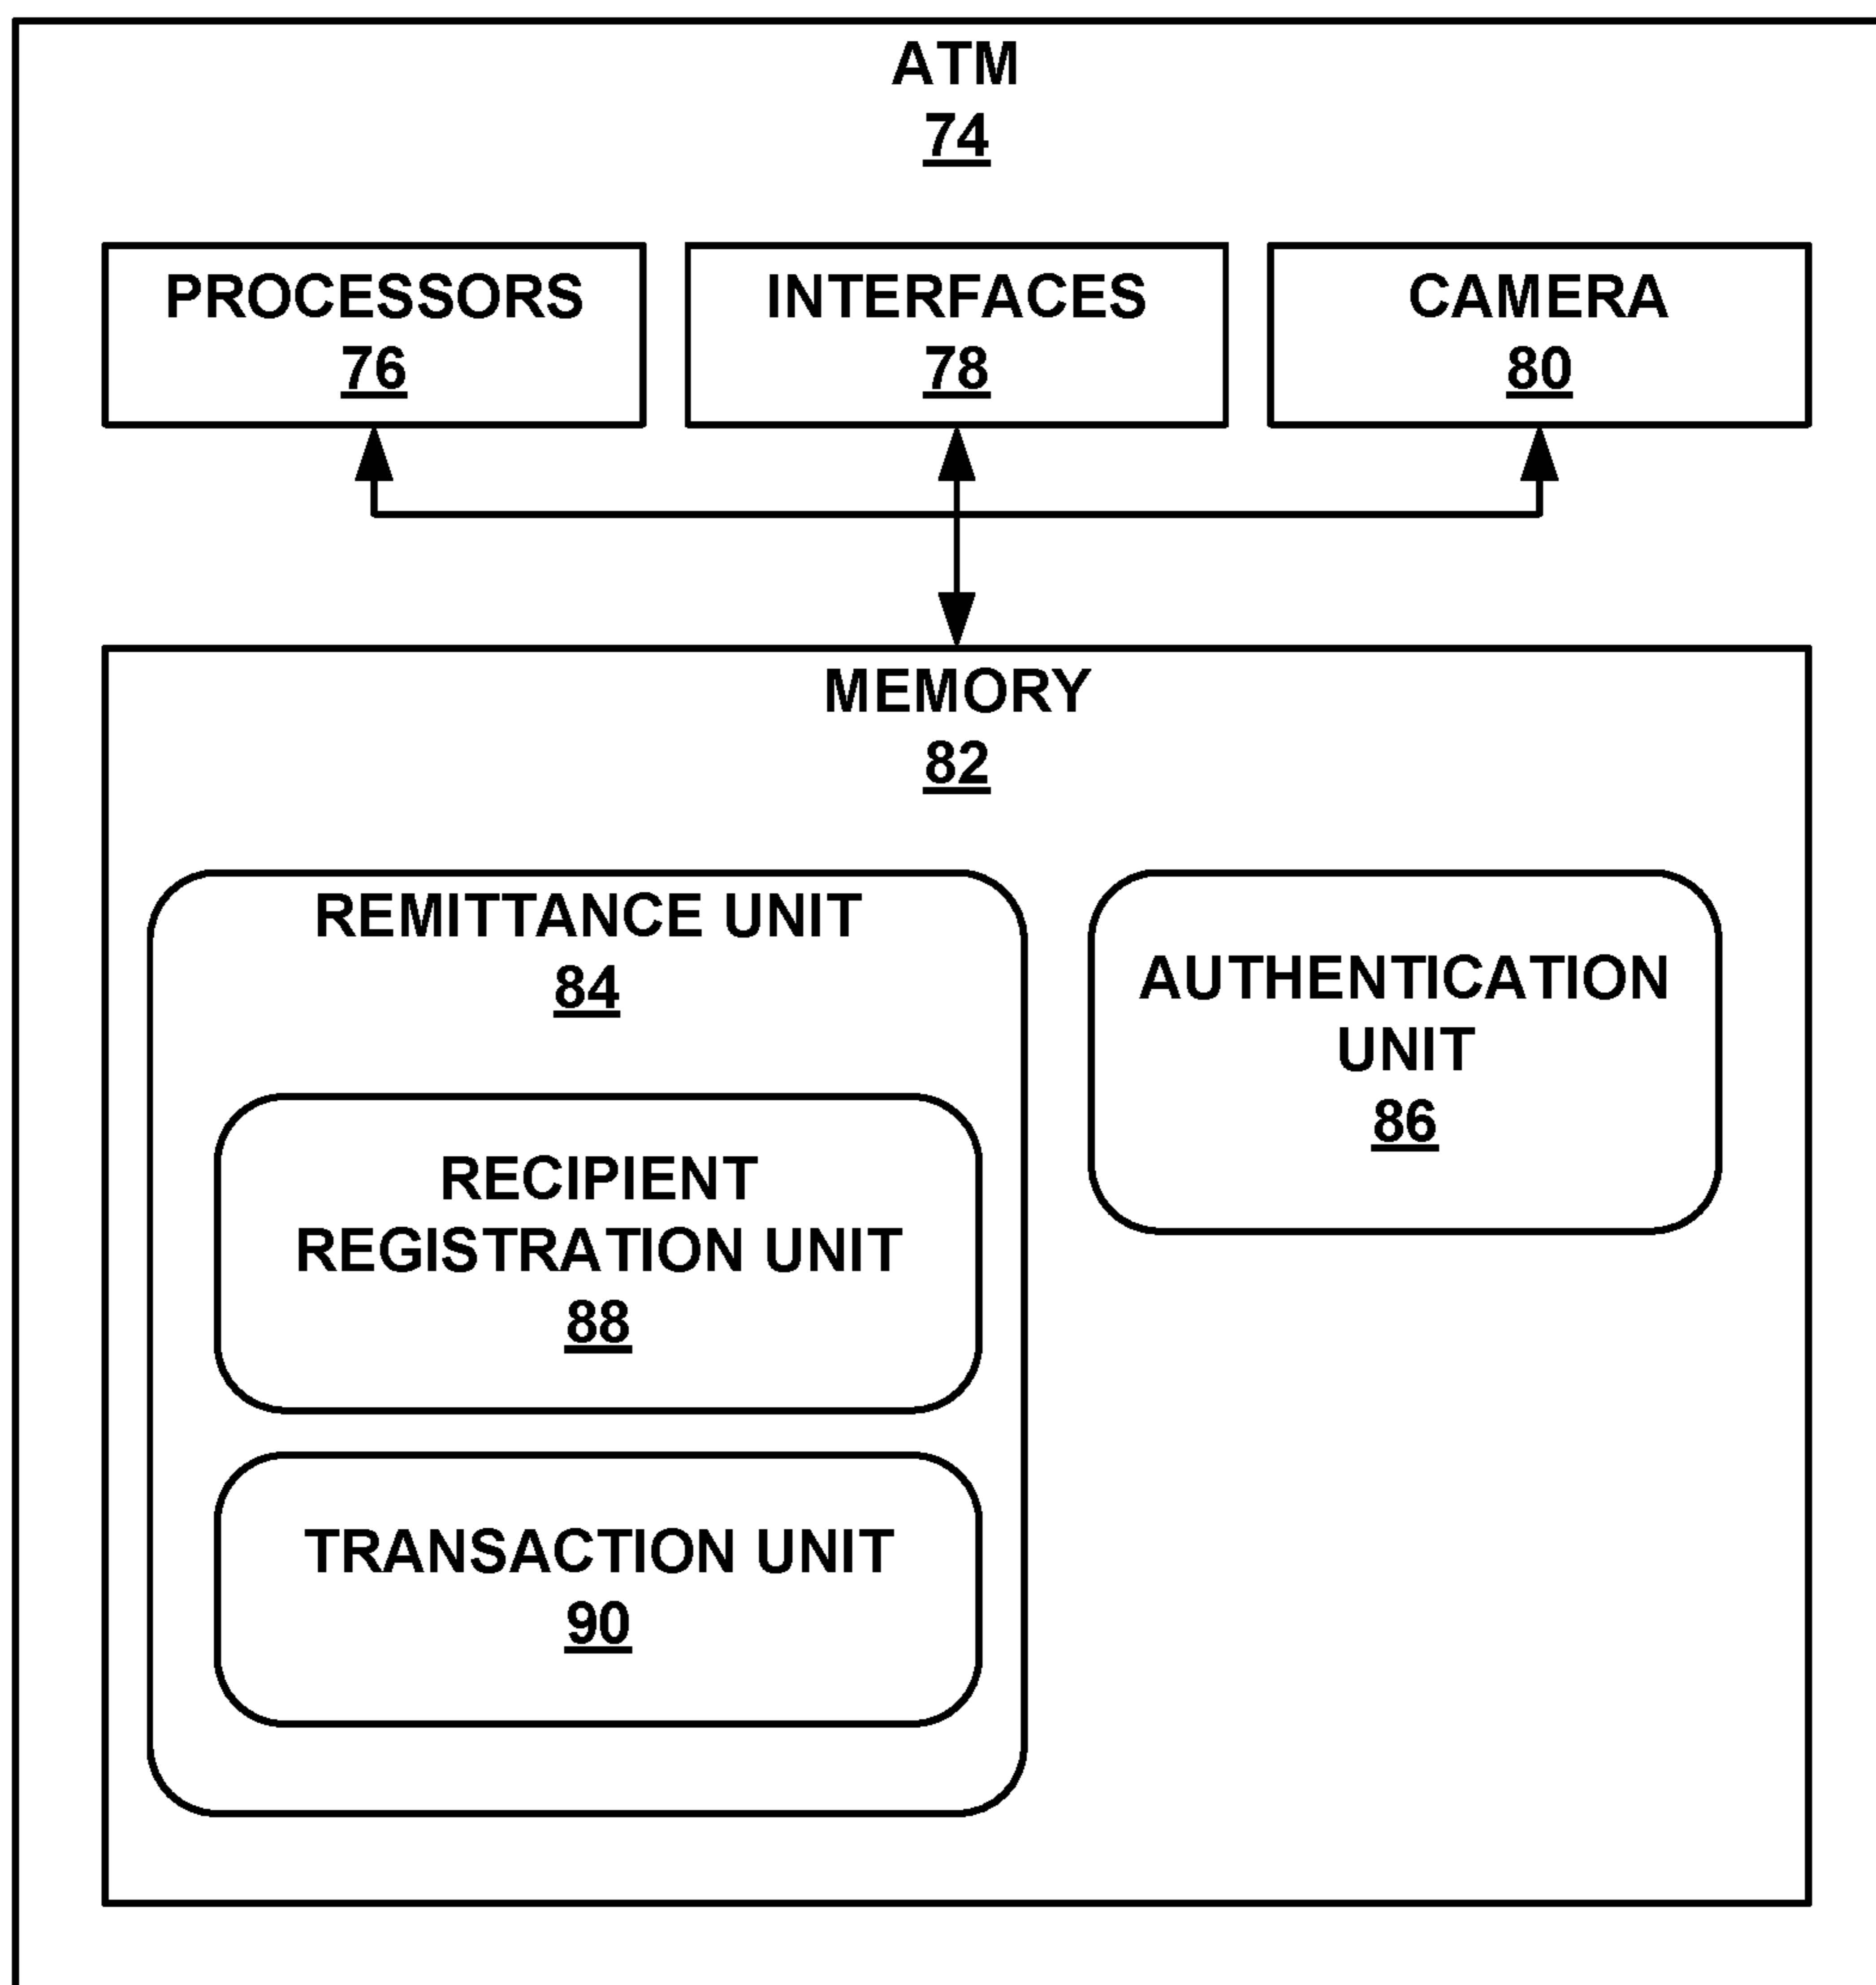 ATM
74
PROCESSORS
76
INTERFACES
78
CAMERA
80
MEMORY
82
REMITTANCE UNIT
84
RECIPIENT
REGISTRATION UNIT
88
TRANSACTION UNIT
90
AUTHENTICATION
UNIT
86